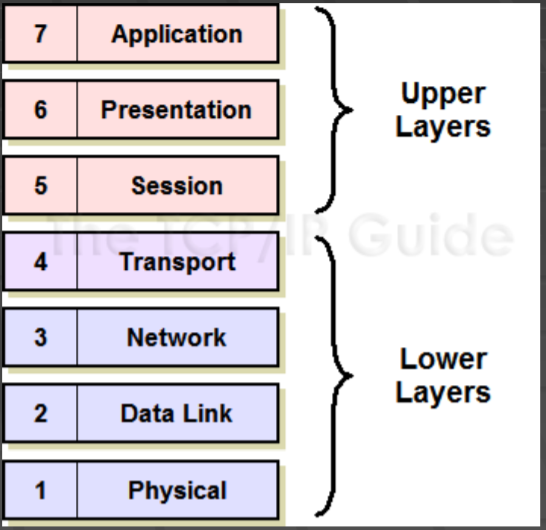 7 Application
6 Presentation
5 Session
Upper
Layers
The TCP/IP Guide
4 Transport
3 Network
2 Data Link
1 Physical
Lower
Layers